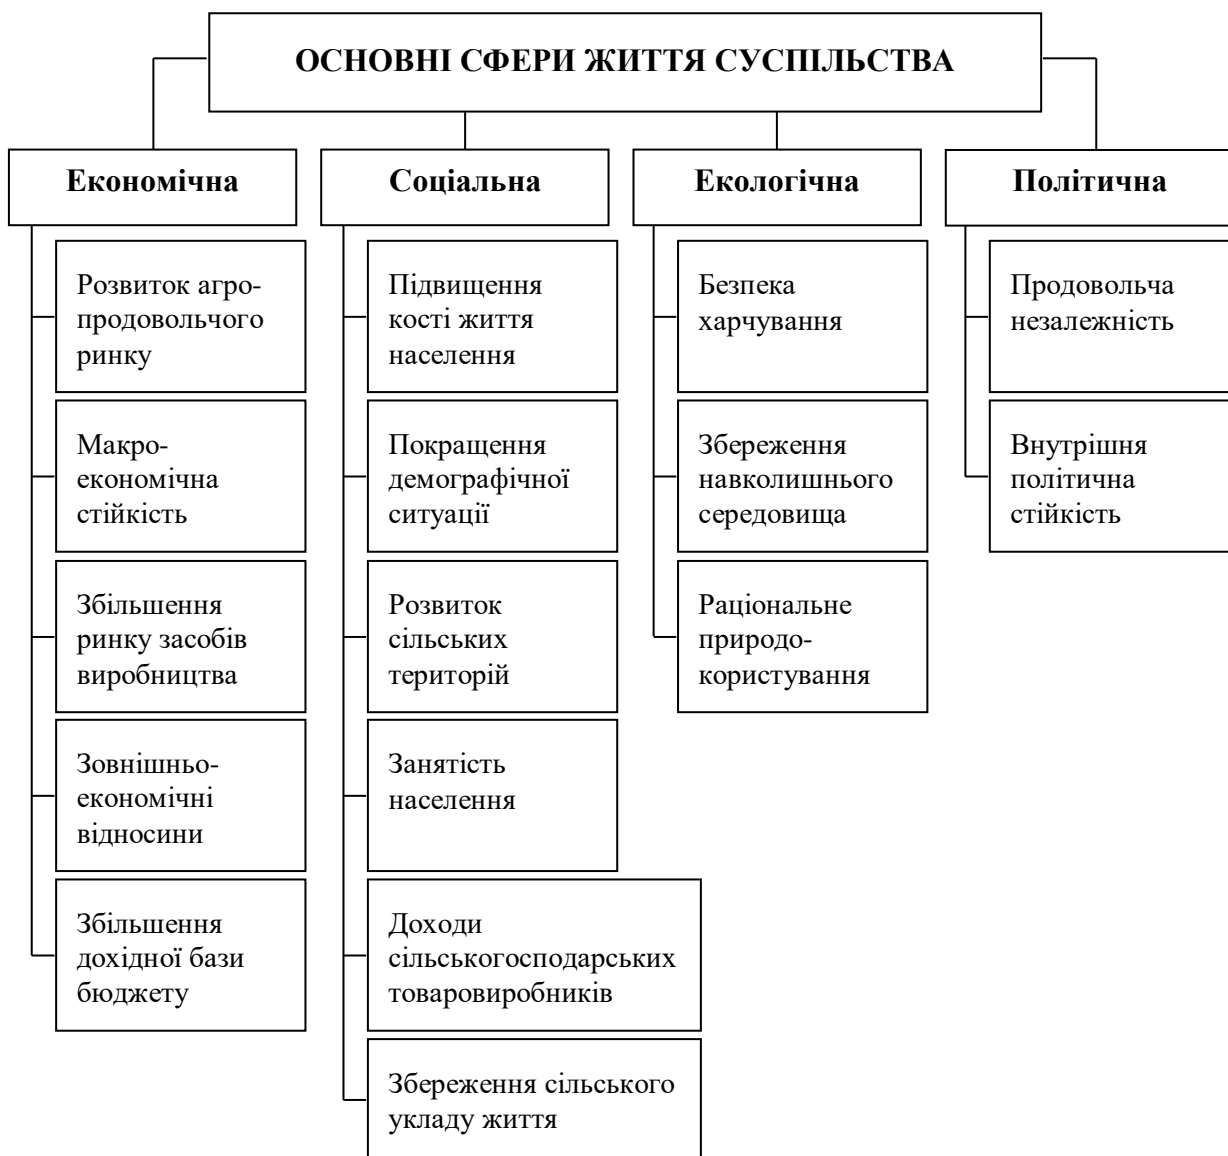 ОСНОВНІ СФЕРИ ЖИТТЯ СУСПІЛЬСТВА
Економічна
Розвиток агро-
продовольчого
ринку
Макро-
економічна
стійкість
Збільшення
ринку засобів
виробництва
Зовнішньо-
економічні
відносини
Збільшення
дохідної бази
бюджету
Соціальна
Підвищення
кості життя
населення
Покращення
демографічної
ситуації
Розвиток
сільських
територій
Занятість
населення
Доходи
сільськогосподарських
товаровиробників
Збереження сільського
укладу життя
Екологічна
Безпека
харчування
Збереження
навколишнього
середовища
Раціональне
природо-
користування
Політична
Продовольча
незалежність
Внутрішня
політична
стійкість